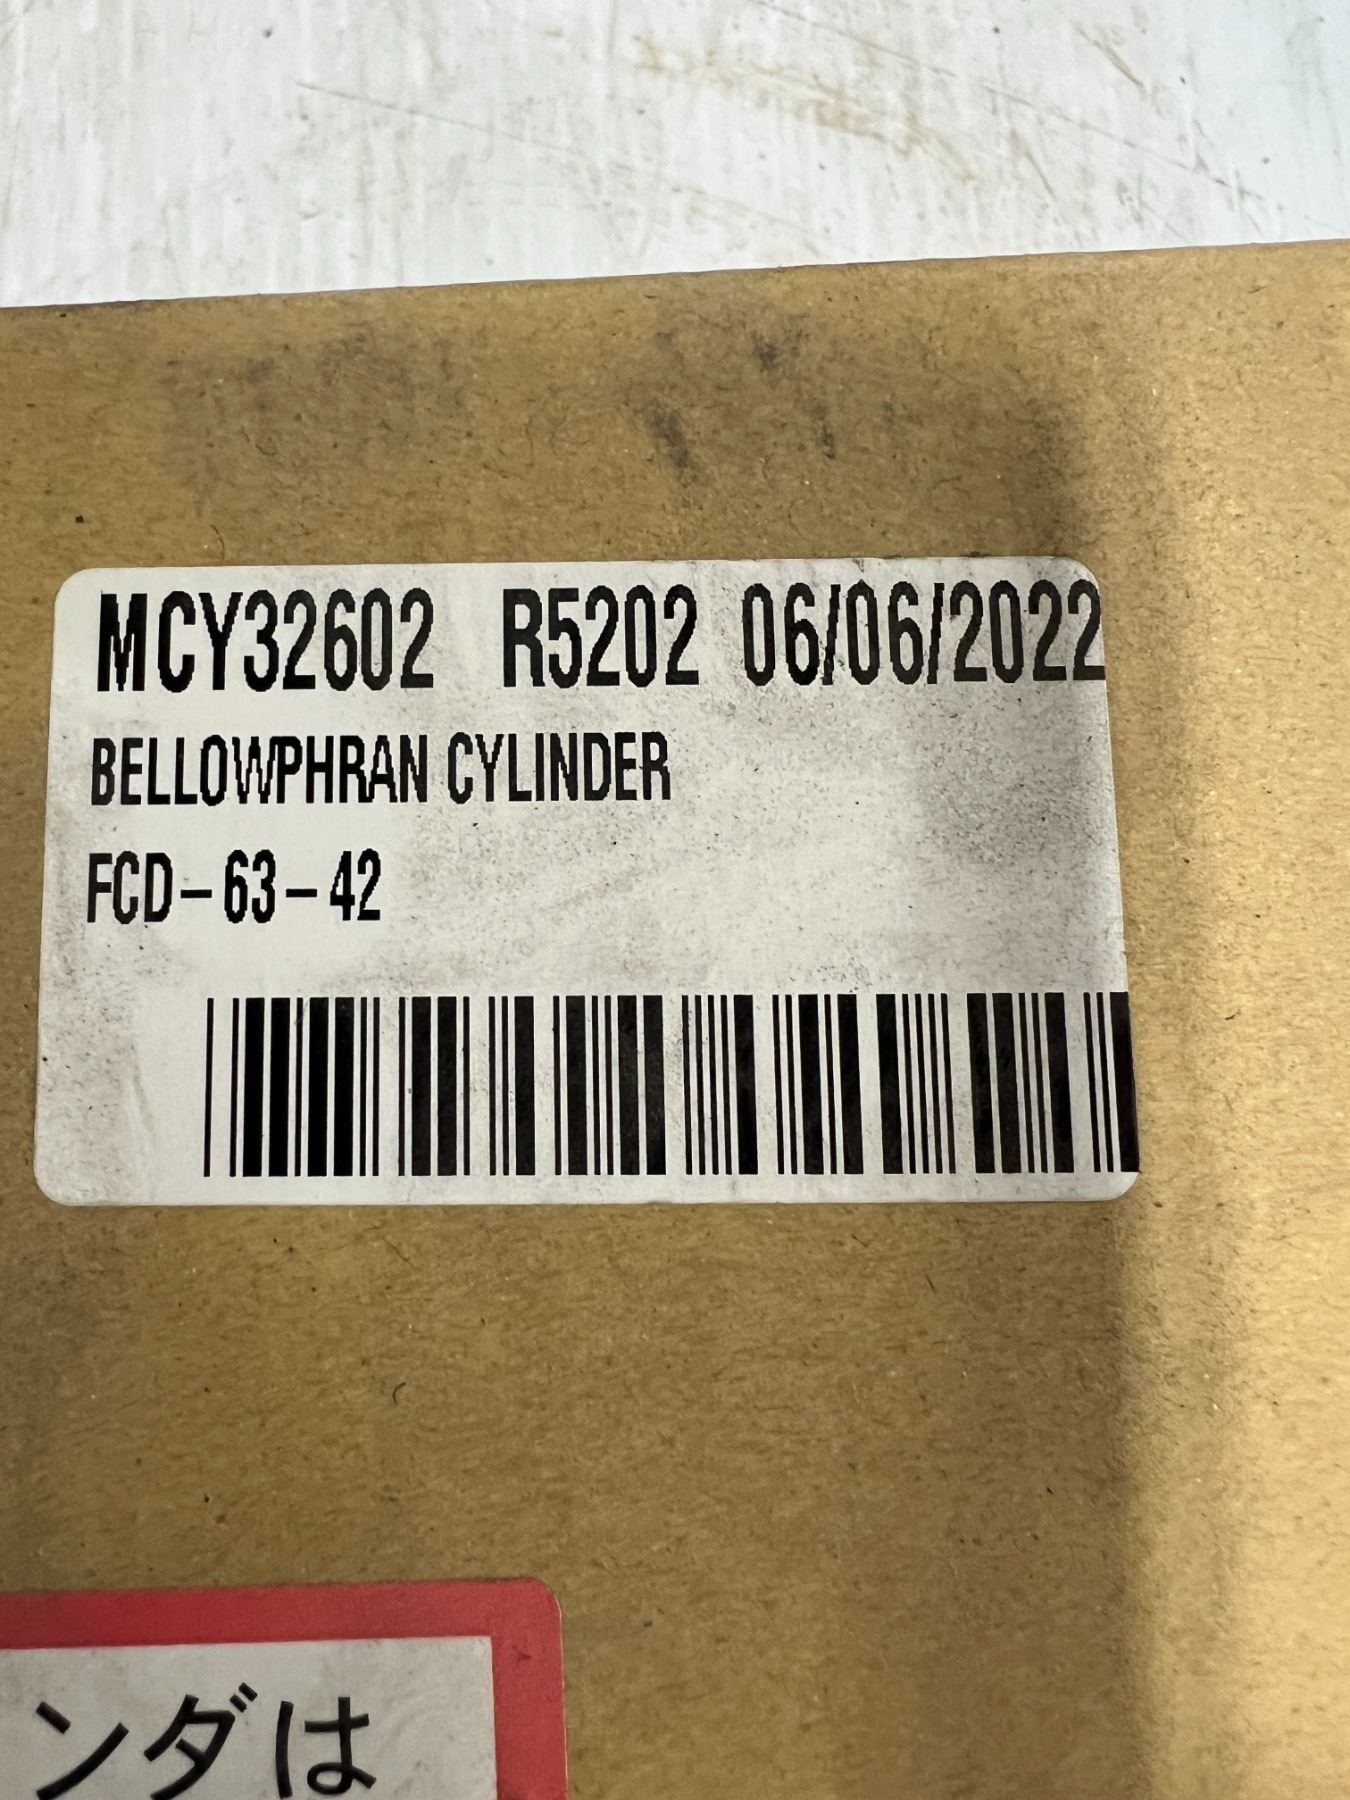 MCY32602 R5202 06/06/2022
BELLOWPHRAN CYLINDER
FCD-63-42
ンダは